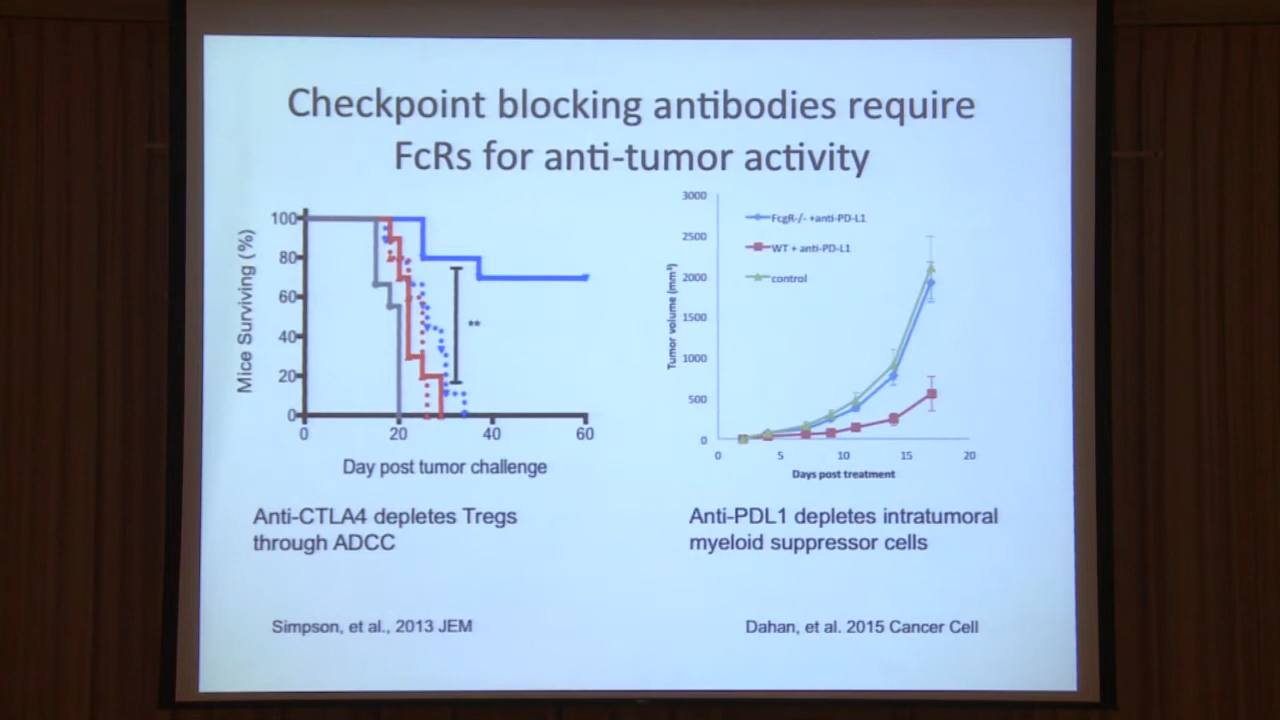 Checkpoint blocking antibodies require
FcRs for anti-tumor activity
Mice Surviving (%)
100
80
60
40
20
0
0 20 40 60
Day post tumor challenge
**
Anti-CTLA4 depletes Tregs
through ADCC
Simpson, et al., 2013 JEM
Tumor volume (mm³)
3000
2500
2000
1500
1000
500
0
0 5 10 15 20
Days post treatment
FcgR-/- +anti-PD-L1
WT + anti-PD-L1
control
Anti-PDL1 depletes intratumoral
myeloid suppressor cells
Dahan, et al. 2015 Cancer Cell